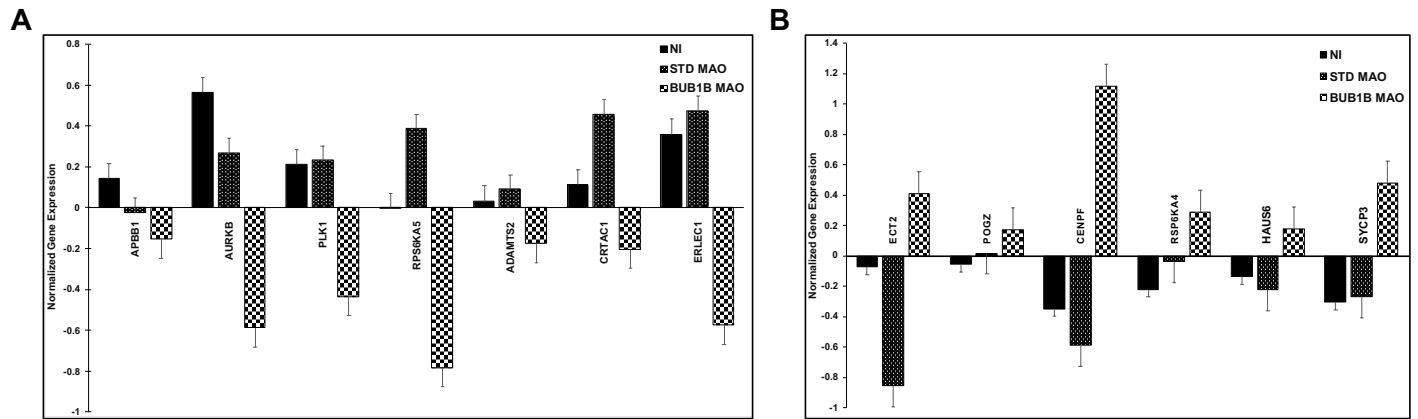 A
B
NI
STD MAO
BUB1B MAO
Normalized Gene Expression
0.8
0.6
0.4
0.2
0
-0.2
-0.4
-0.6
-0.8
-1
APBB1
AURKB
PLK1
RPS6KA5
ADAMTS2
CRTAC1
ERLEC1
NI
STD MAO
BUB1B MAO
Normalized Gene Expression
1.4
1.2
1
0.8
0.6
0.4
0.2
0
-0.2
-0.4
-0.6
-0.8
-1
ECT2
POGZ
CENPF
RSP6KA4
HAUS6
SYCP3